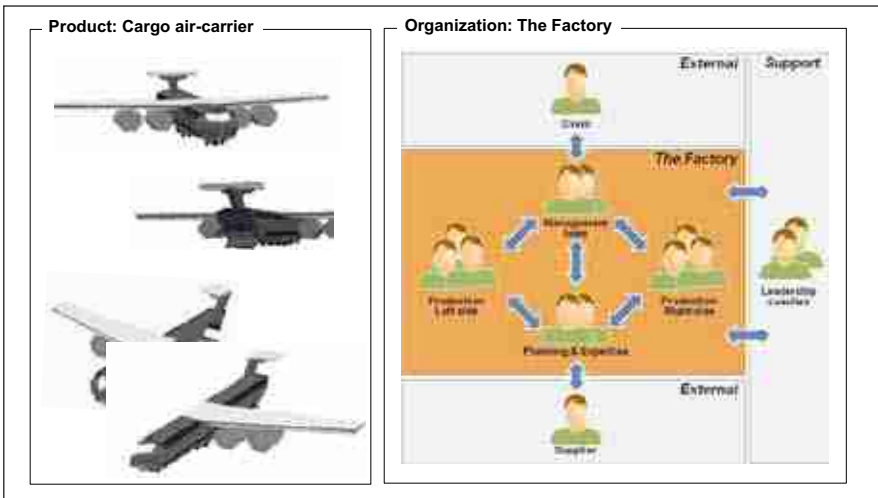 Product: Cargo air-carrier
Organization: The Factory
External
Support
Client
The Factory
Management
team
Production
Left side
Production
Right side
Leadership
coaches
Planning & Expertise
External
Supplier